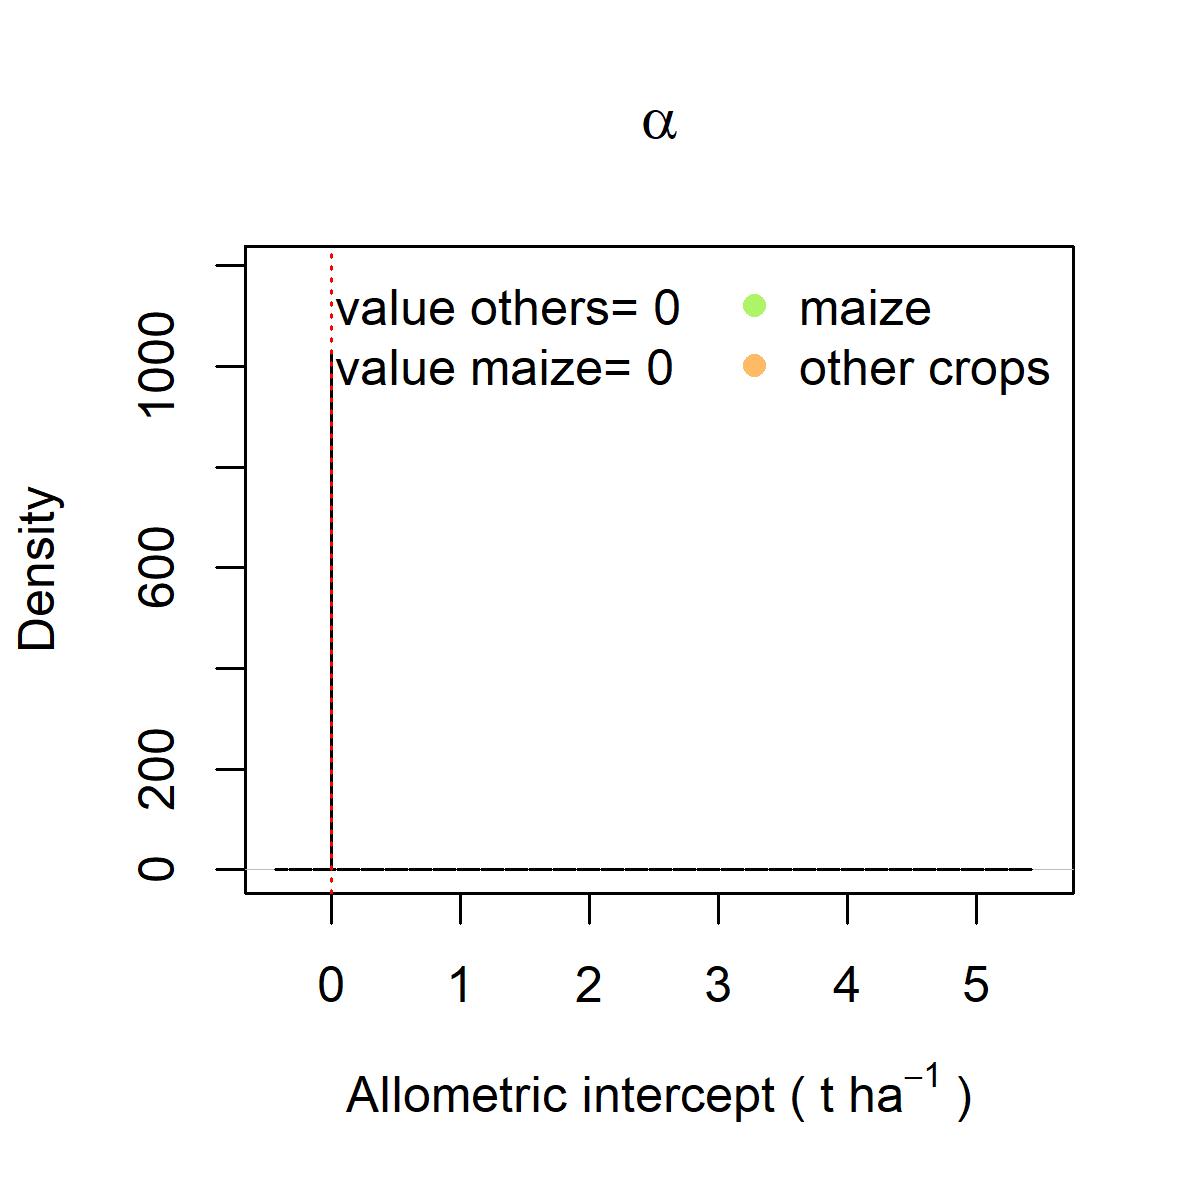 α
value others= 0
value maize= 0
maize
other crops
Density
1000
600
200
0
0 1 2 3 4 5
Allometric intercept ( t ha⁻¹ )